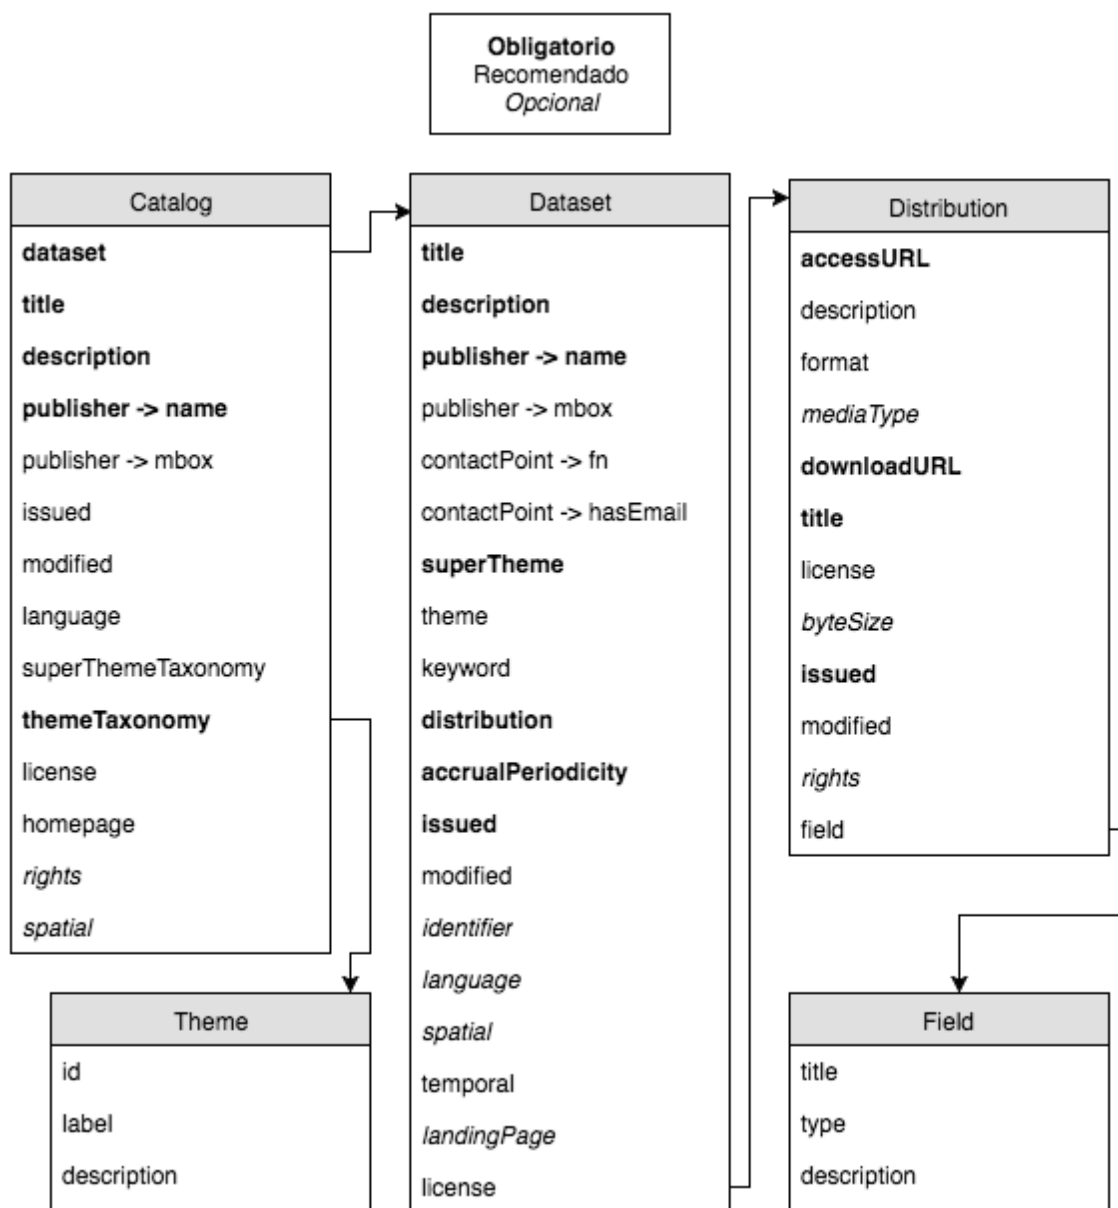 Obligatorio
Recomendado
Opcional
Catalog
dataset
title
description
publisher -> name
publisher -> mbox
issued
modified
language
superThemeTaxonomy
themeTaxonomy
license
homepage
rights
spatial
Theme
id
label
description
Dataset
title
description
publisher -> name
publisher -> mbox
contactPoint -> fn
contactPoint -> hasEmail
superTheme
theme
keyword
distribution
accrualPeriodicity
issued
modified
identifier
language
spatial
temporal
landingPage
license
Distribution
accessURL
description
format
mediaType
downloadURL
title
license
byteSize
issued
modified
rights
field
Field
title
type
description